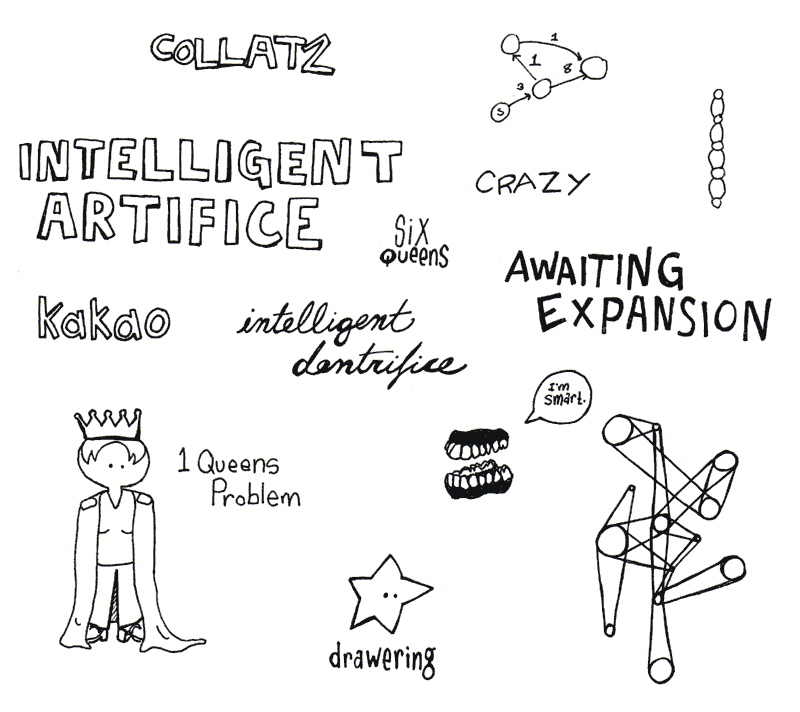 COLLATZ
1
1
8
3
S
INTELLIGENT
ARTIFICE
CRAZY
Six
Queens
AWAITING
EXPANSION
Kakao
intelligent
dentrifice
I'm
smart.
1 Queens
Problem
drawering